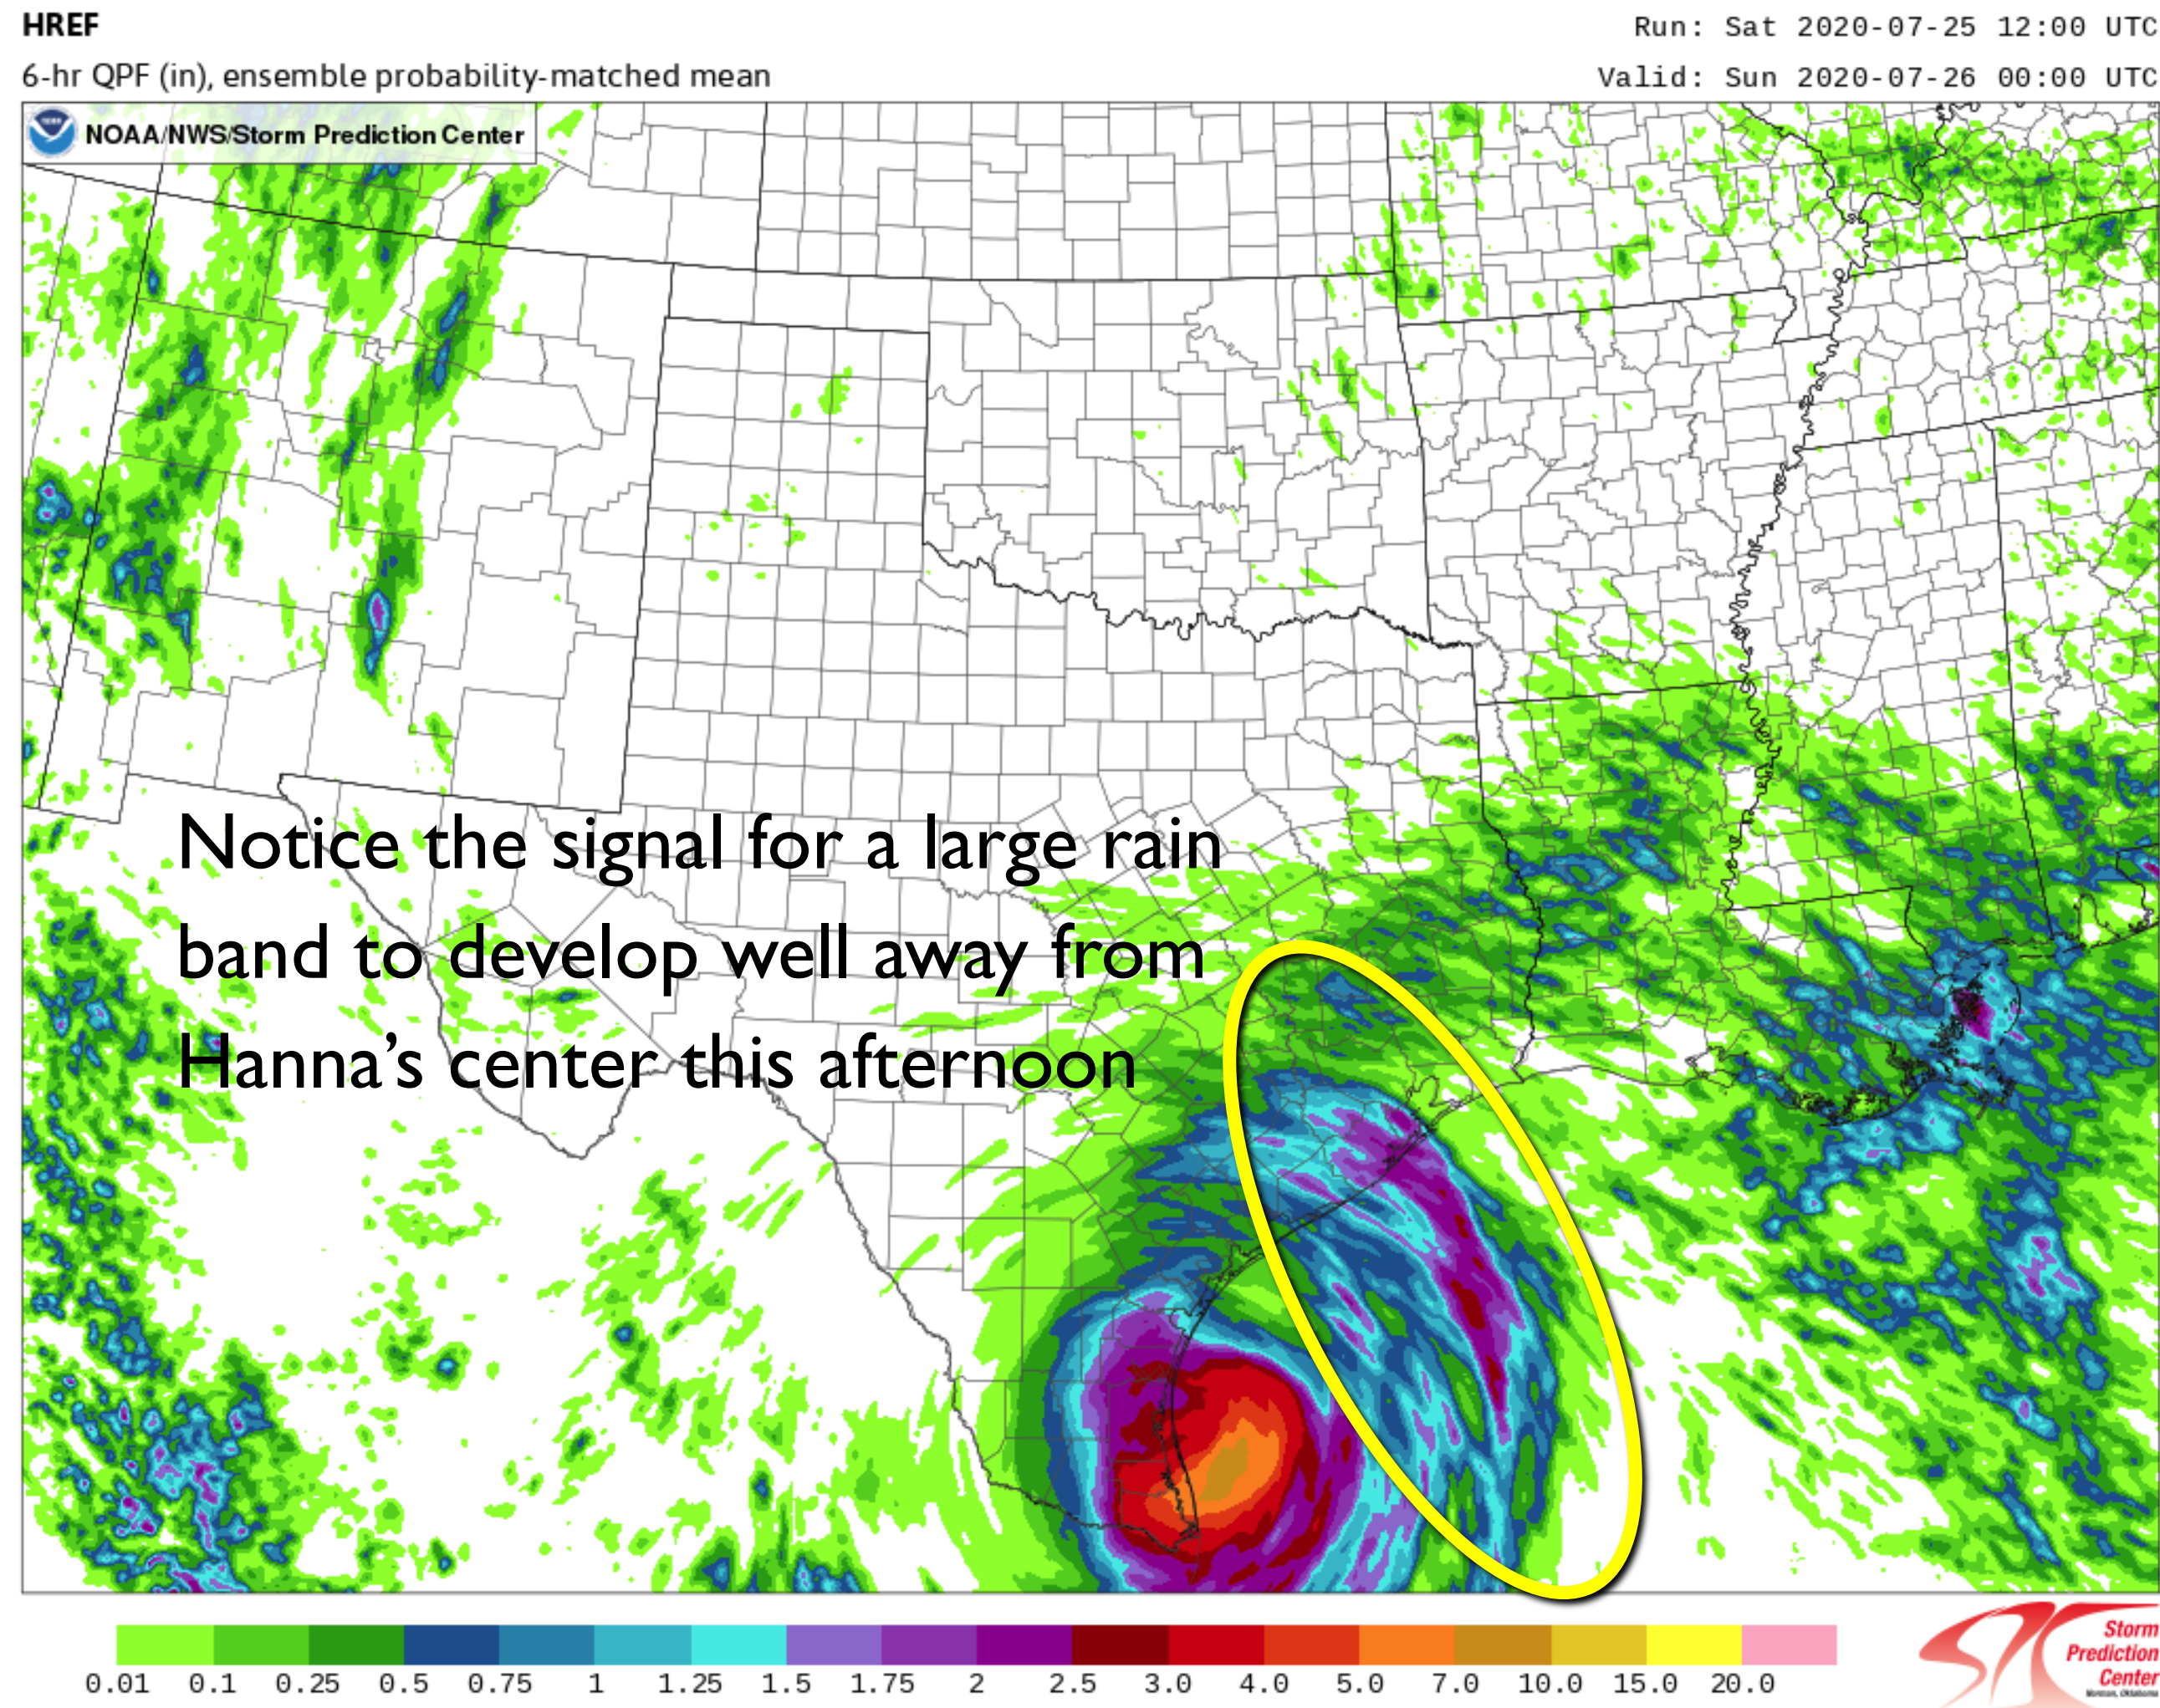 HREF
Run: Sat 2020-07-25 12:00 UTC
6-hr QPF (in), ensemble probability-matched mean
Valid: Sun 2020-07-26 00:00 UTC
NOAA/NWS/Storm Prediction Center
Notice the signal for a large rain
band to develop well away from
Hanna's center this afternoon
0.01 0.1 0.25 0.5 0.75 1 1.25 1.5 1.75 2 2.5 3.0 4.0 5.0 7.0 10.0 15.0 20.0
Storm
Prediction
Center
Norman, Oklahoma